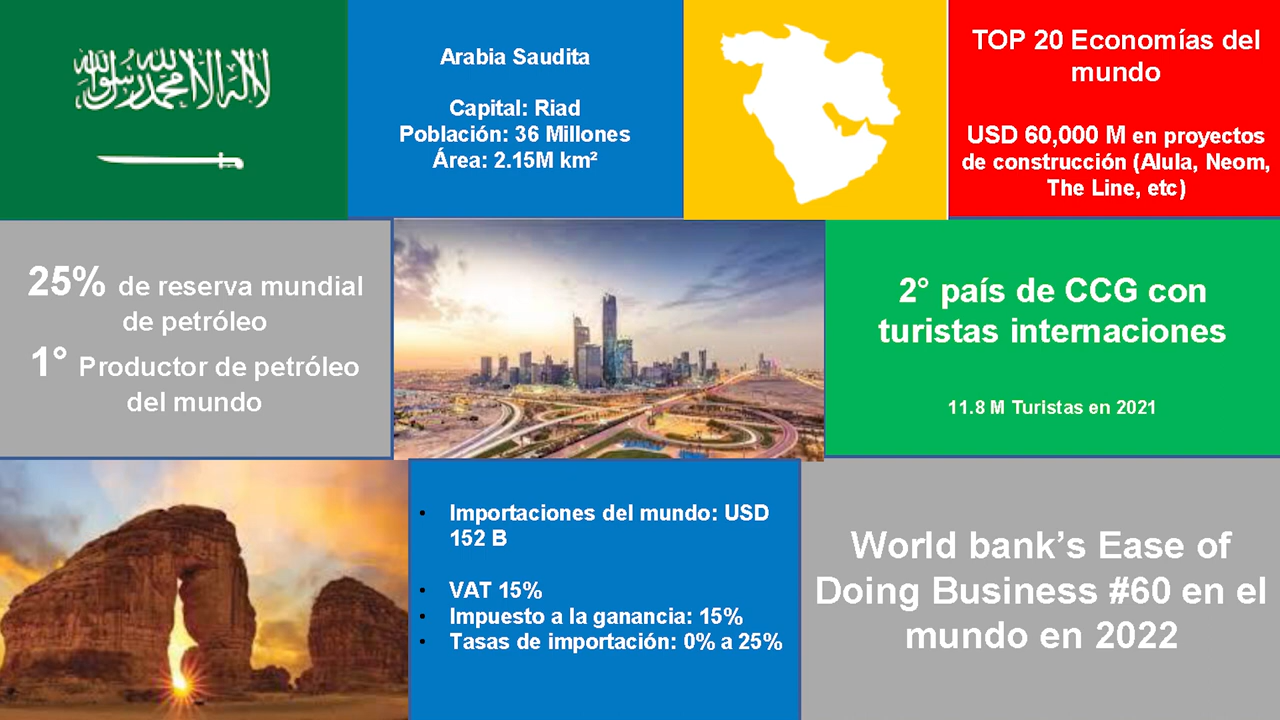 لا إله إلا الله محمد رسول الله
Arabia Saudita
Capital: Riad
Población: 36 Millones
Área: 2.15M km²
TOP 20 Economías del
mundo
USD 60,000 M en proyectos
de construcción (Alula, Neom,
The Line, etc)
25% de reserva mundial
de petróleo
1° Productor de petróleo
del mundo
2° país de CCG con
turistas internaciones
11.8 M Turistas en 2021
• Importaciones del mundo: USD
152 B
• VAT 15%
• Impuesto a la ganancia: 15%
• Tasas de importación: 0% a 25%
World bank’s Ease of
Doing Business #60 en el
mundo en 2022